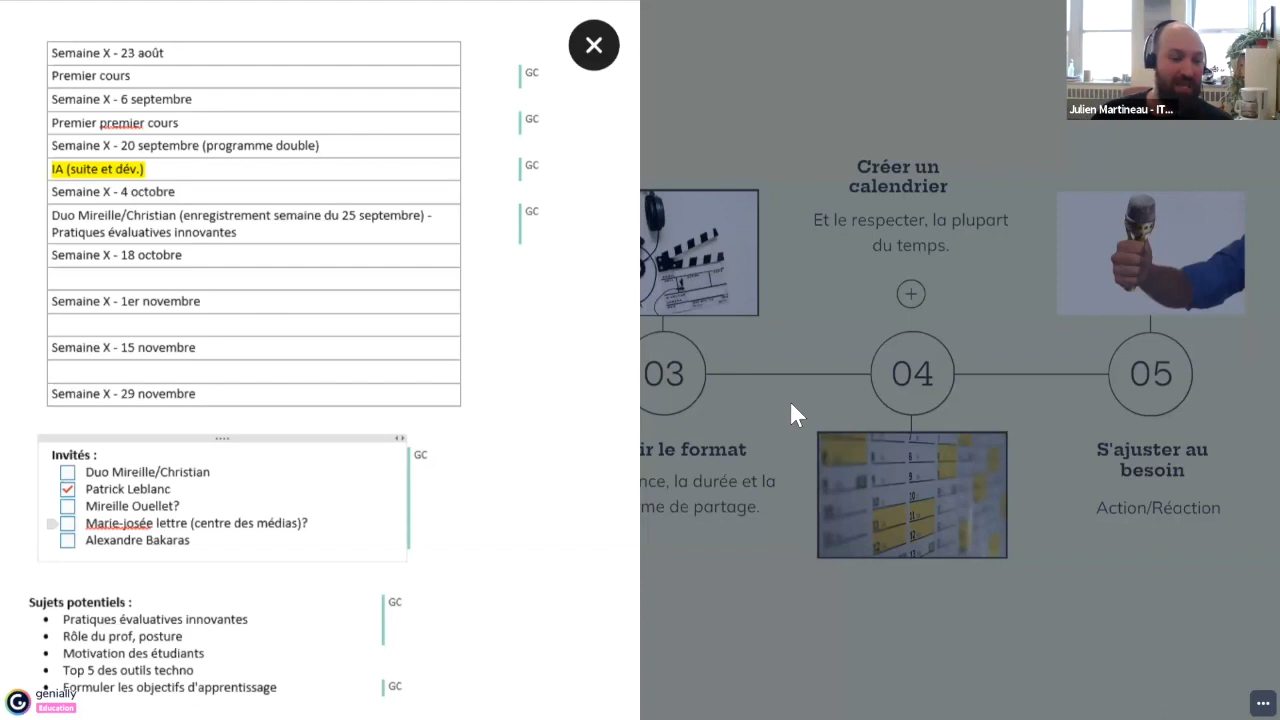 Semaine X - 23 août
Premier cours
Semaine X - 6 septembre
Premier premier cours
Semaine X - 20 septembre (programme double)
IA (suite et dév.)
Semaine X - 4 octobre
Duo Mireille/Christian (enregistrement semaine du 25 septembre) -
Pratiques évaluatives innovantes
Semaine X - 18 octobre
Semaine X - 1er novembre
Semaine X - 15 novembre
Semaine X - 29 novembre
GC
GC
GC
GC
Invités :
Duo Mireille/Christian
Patrick Leblanc
Mireille Ouellet?
Marie-josée lettre (centre des médias)?
Alexandre Bakaras
GC
Sujets potentiels :
Pratiques évaluatives innovantes
Rôle du prof, posture
Motivation des étudiants
Top 5 des outils techno
Formuler les objectifs d'apprentissage
GC
GC
genially
Education
Julien Martineau - IT...
03
ir le format
nce, la durée et la
me de partage.
Créer un
calendrier
Et le respecter, la plupart
du temps.
04
7
8
9
10
11
12
05
S'ajuster au
besoin
Action/Réaction